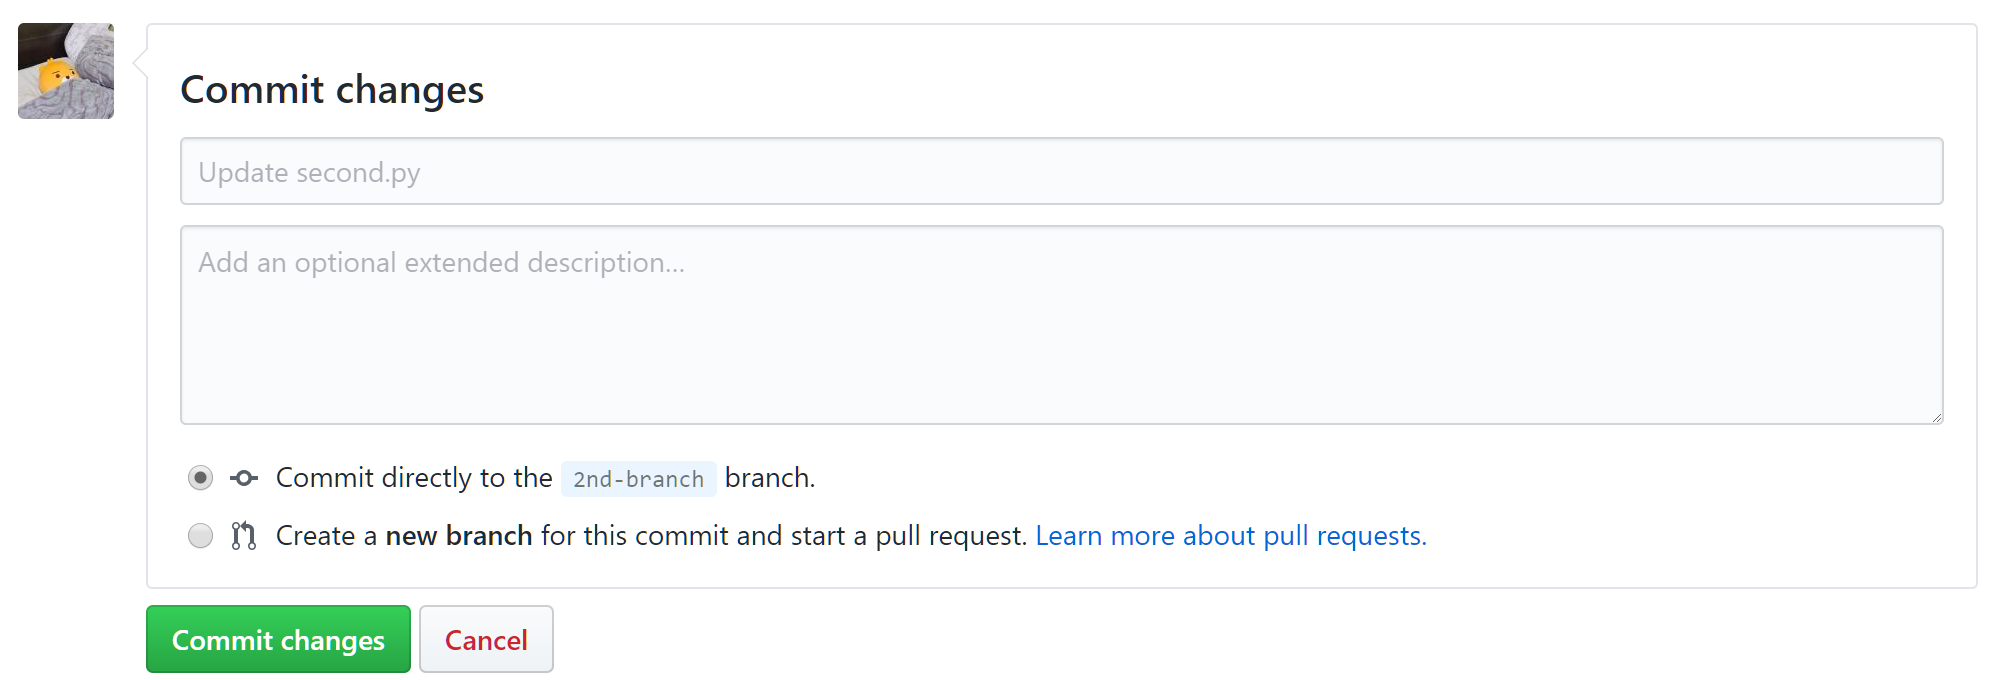 Commit changes
Update second.py
Add an optional extended description...
Commit directly to the 2nd-branch branch.
Create a new branch for this commit and start a pull request. Learn more about pull requests.
Commit changes
Cancel